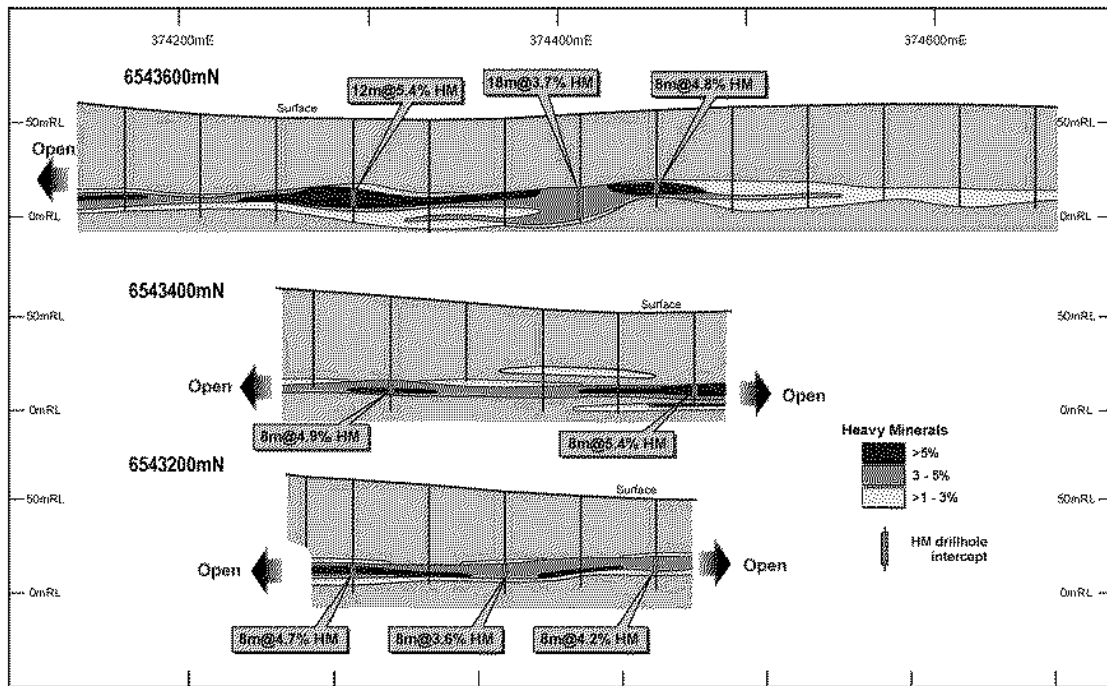 374200mE 374400mE 374600mE
6543600mN
12m@5.4% HM
18m@3.7% HM
8m@4.8% HM
Surface
50mRL
50mRL
Open
0mRL
0mRL
6543400mN
Surface
50mRL
50mRL
Open
Open
0mRL
0mRL
8m@4.9% HM
8m@5.4% HM
Heavy Minerals
>5%
3 - 5%
>1 - 3%
HM drillhole
intercept
6543200mN
Surface
50mRL
50mRL
Open
Open
0mRL
0mRL
8m@4.7% HM
8m@3.6% HM
8m@4.2% HM